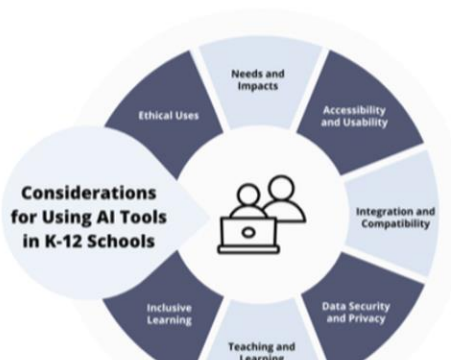 Needs and
Impacts
Ethical Uses
Accessibility
and Usability
Considerations
for Using AI Tools
in K-12 Schools
Integration and
Compatibility
Inclusive
Learning
Data Security
and Privacy
Teaching and
Learning